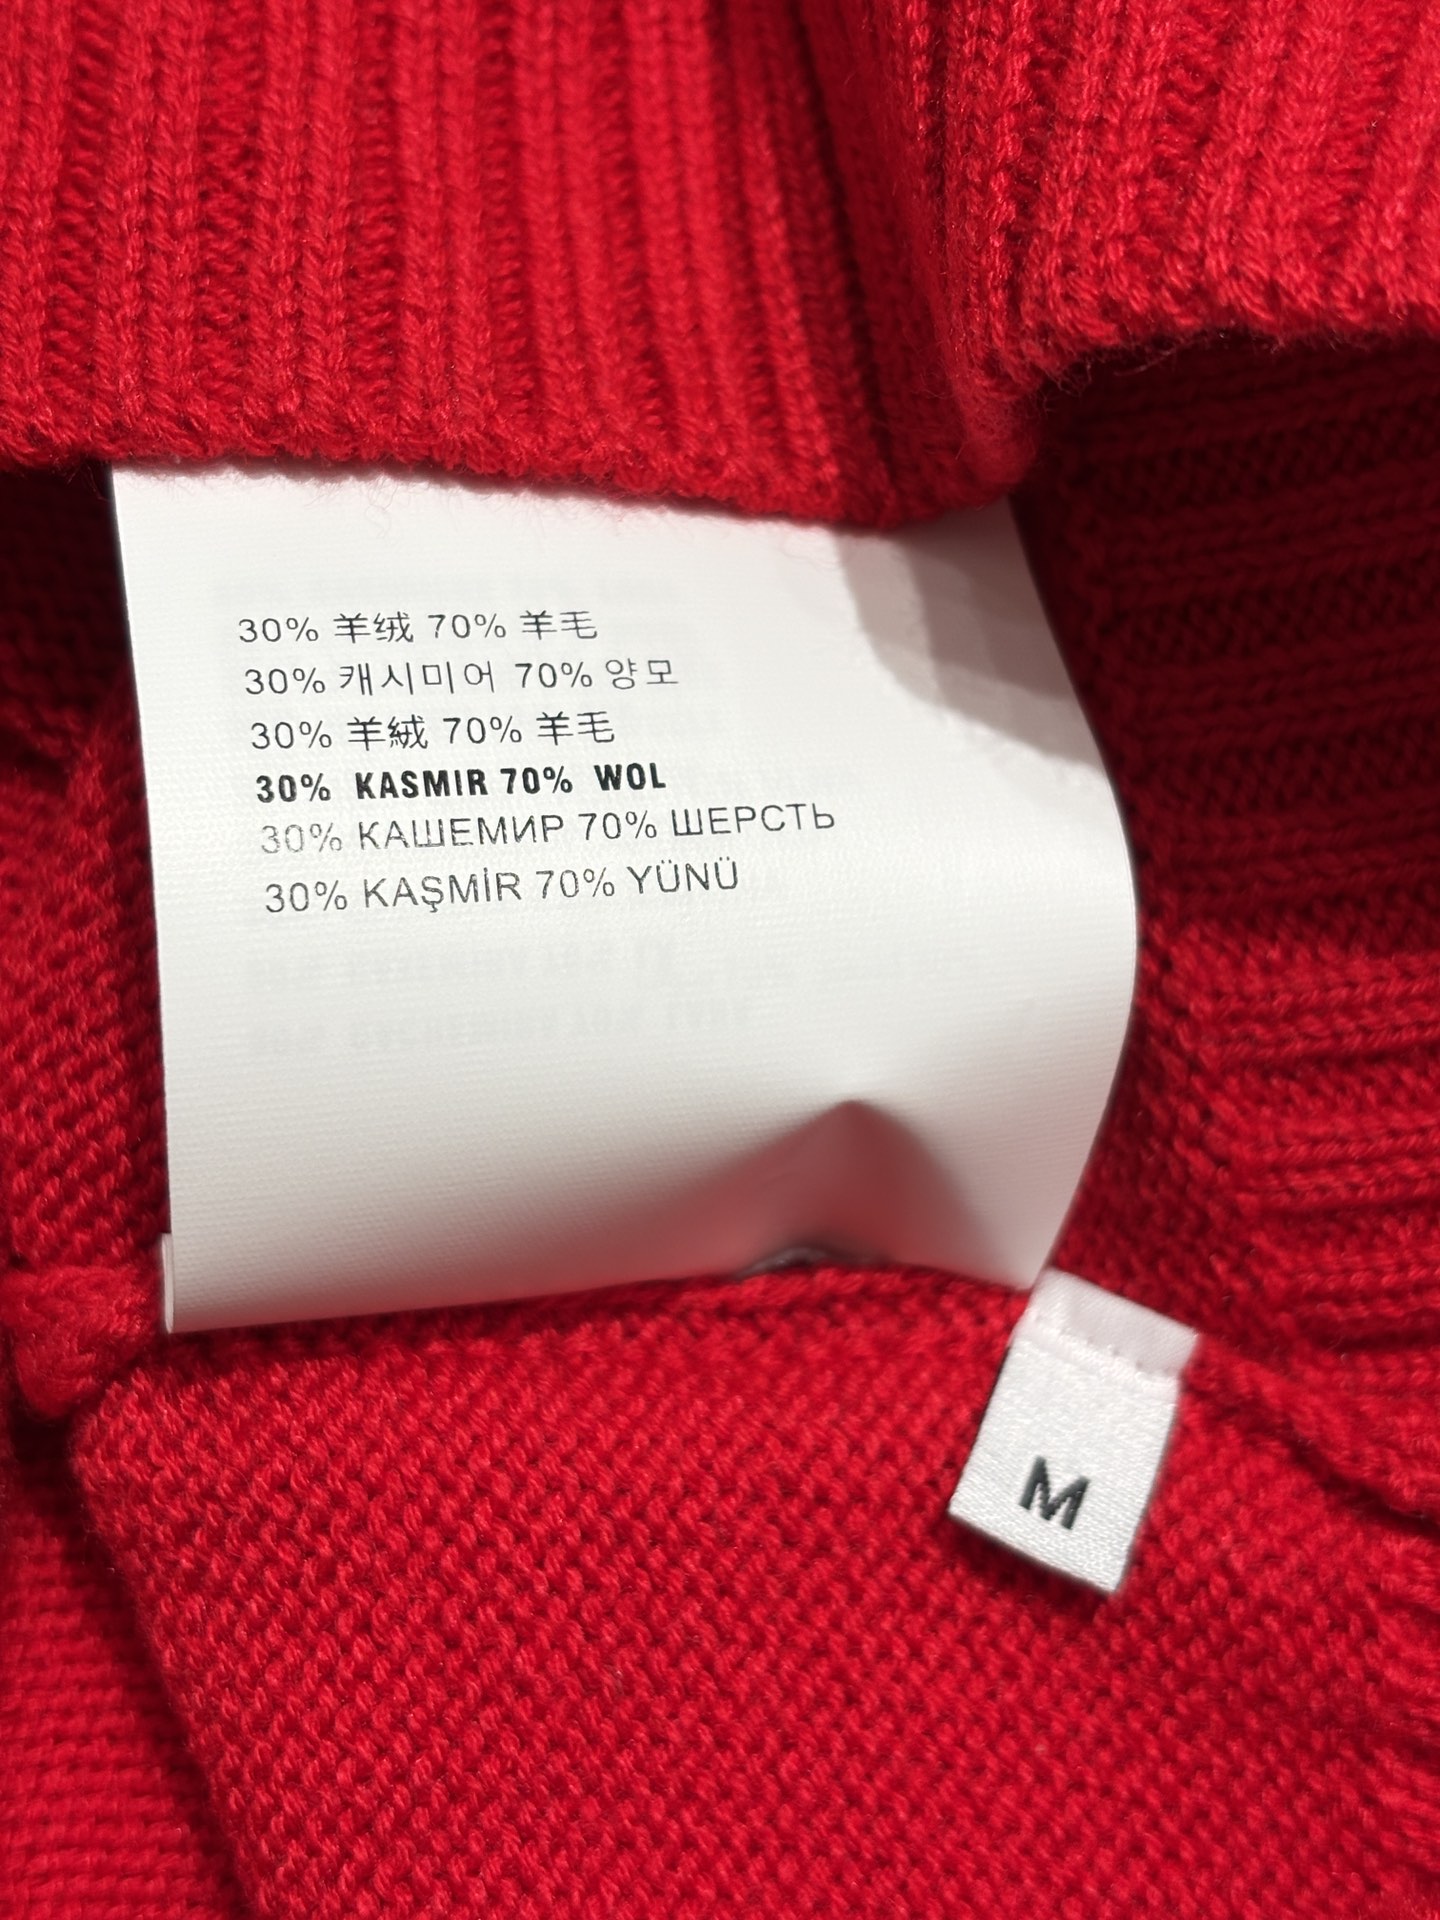 30% 羊绒 70% 羊毛
30% 캐시미어 70% 양모
30% 羊絨 70% 羊毛
30% KASMIR 70% WOL
30% КАШЕМИР 70% ШЕРСТЬ
30% KAŞMİR 70% YÜNÜ
M